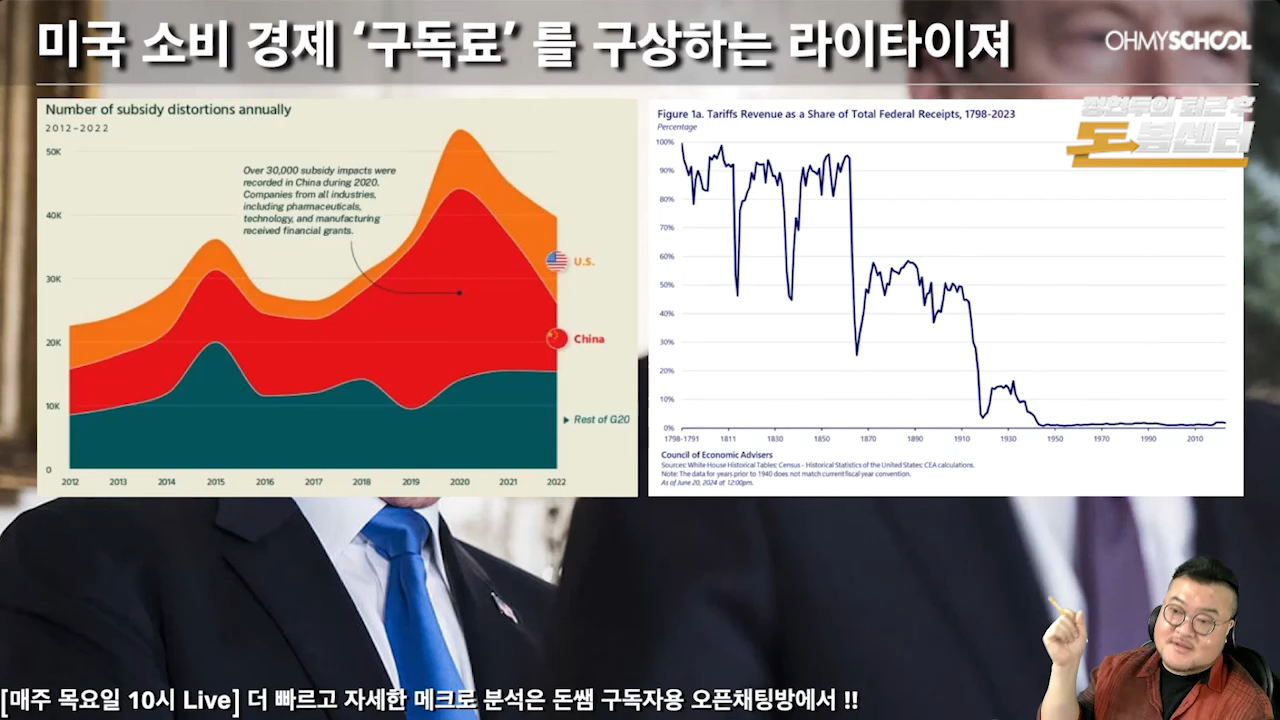 미국 소비 경제 ‘구독료’ 를 구상하는 라이타이져
OHMYSCHOOL
정현두의 퇴근 후
돈·봄센터
Number of subsidy distortions annually
2012–2022
50K
40K
30K
20K
10K
0
Over 30,000 subsidy impacts were
recorded in China during 2020.
Companies from all industries,
including pharmaceuticals,
technology, and manufacturing
received financial grants.
U.S.
China
Rest of G20
2012 2013 2014 2015 2016 2017 2018 2019 2020 2021 2022
Figure 1a. Tariffs Revenue as a Share of Total Federal Receipts, 1798-2023
Percentage
100%
90%
80%
70%
60%
50%
40%
30%
20%
10%
0%
1798-1791 1811 1830 1850 1870 1890 1910 1930 1950 1970 1990 2010
Council of Economic Advisers
Sources: White House Historical Tables; Census - Historical Statistics of the United States; CEA calculations.
Note: The data for years prior to 1940 does not match current fiscal year convention.
As of June 20, 2024 at 12:00pm.
[매주 목요일 10시 Live] 더 빠르고 자세한 메크로 분석은 돈쌤 구독자용 오픈채팅방에서 !!